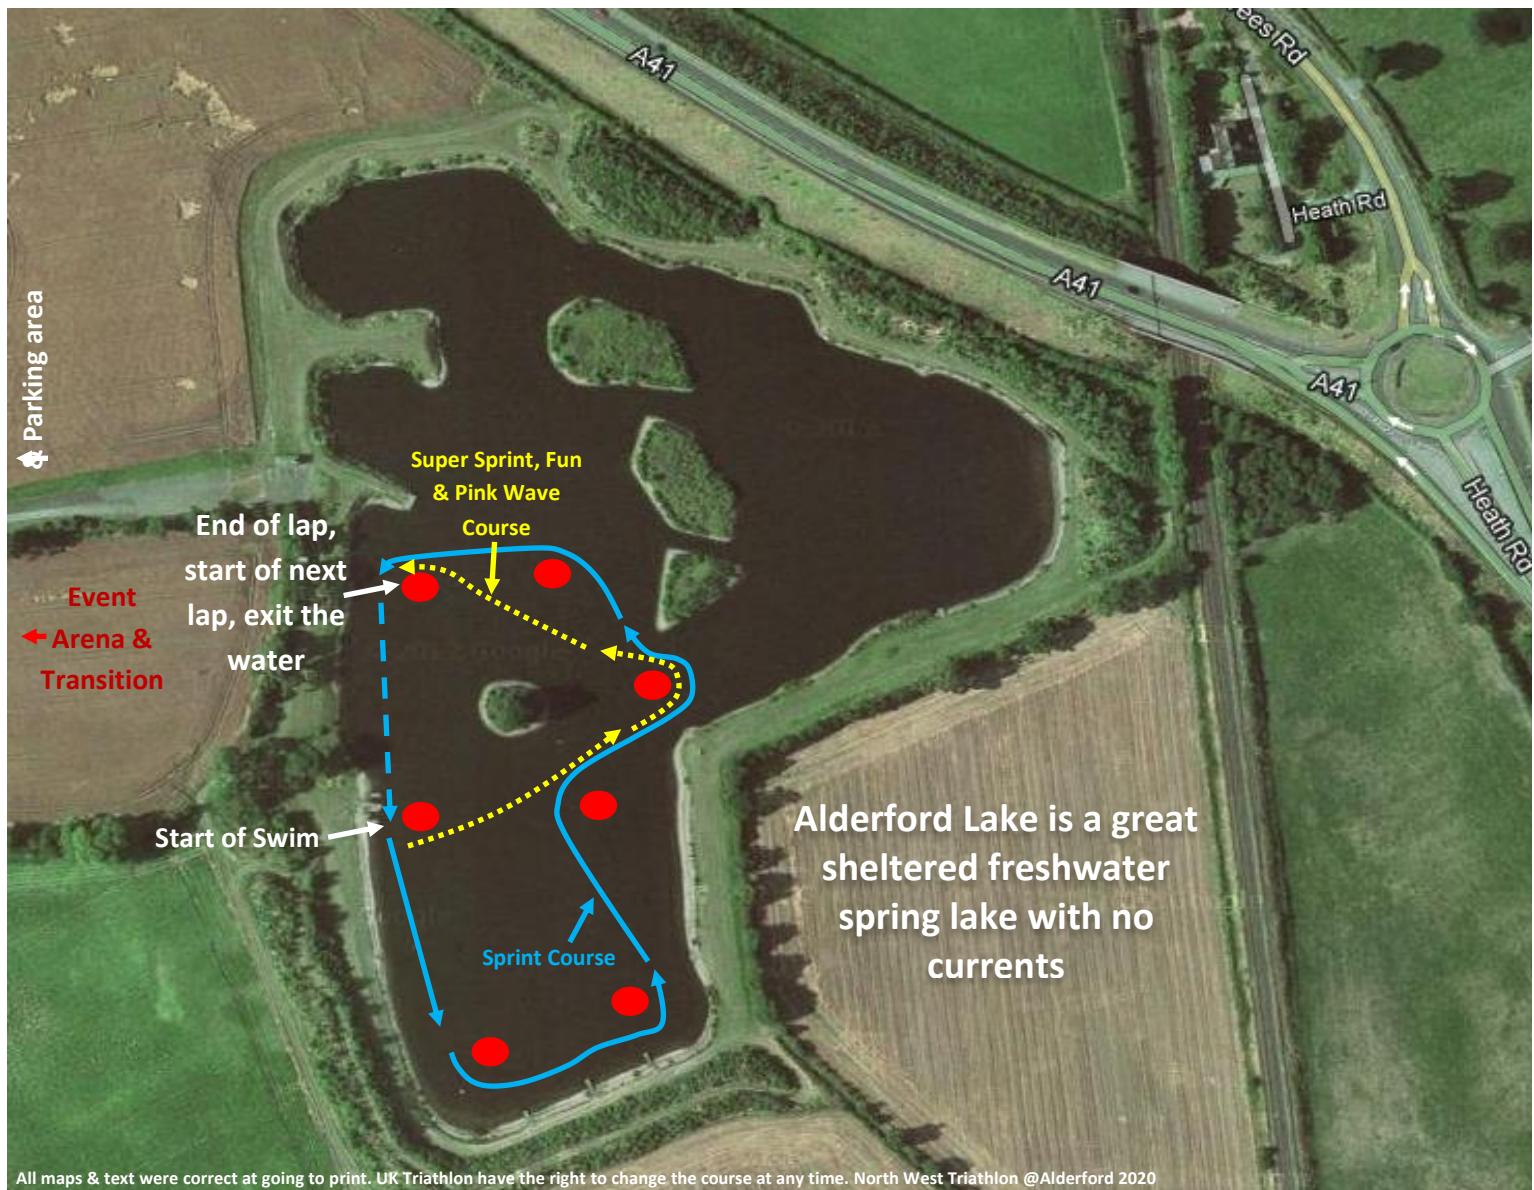 A41
rees Rd
Heath Rd
A41
A41
Heath Rd
& Parking area
Super Sprint, Fun
& Pink Wave
Course
End of lap,
start of next
lap, exit the
water
Event
Arena &
Transition
Start of Swim
Sprint Course
Alderford Lake is a great
sheltered freshwater
spring lake with no
currents
All maps & text were correct at going to print. UK Triathlon have the right to change the course at any time. North West Triathlon @Alderford 2020